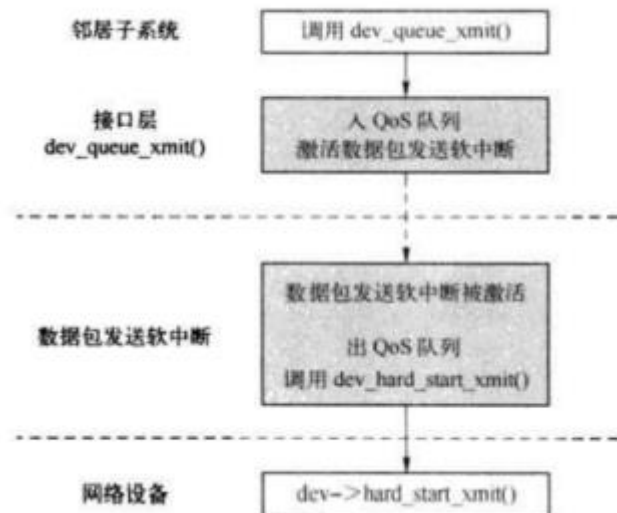 邻居子系统
调用 dev_queue_xmit()
接口层
dev_queue_xmit()
入 QoS 队列
激活数据包发送软中断
数据包发送软中断
数据包发送软中断被激活
出 QoS 队列
调用 dev_hard_start_xmit()
网络设备
dev->hard_start_xmit()